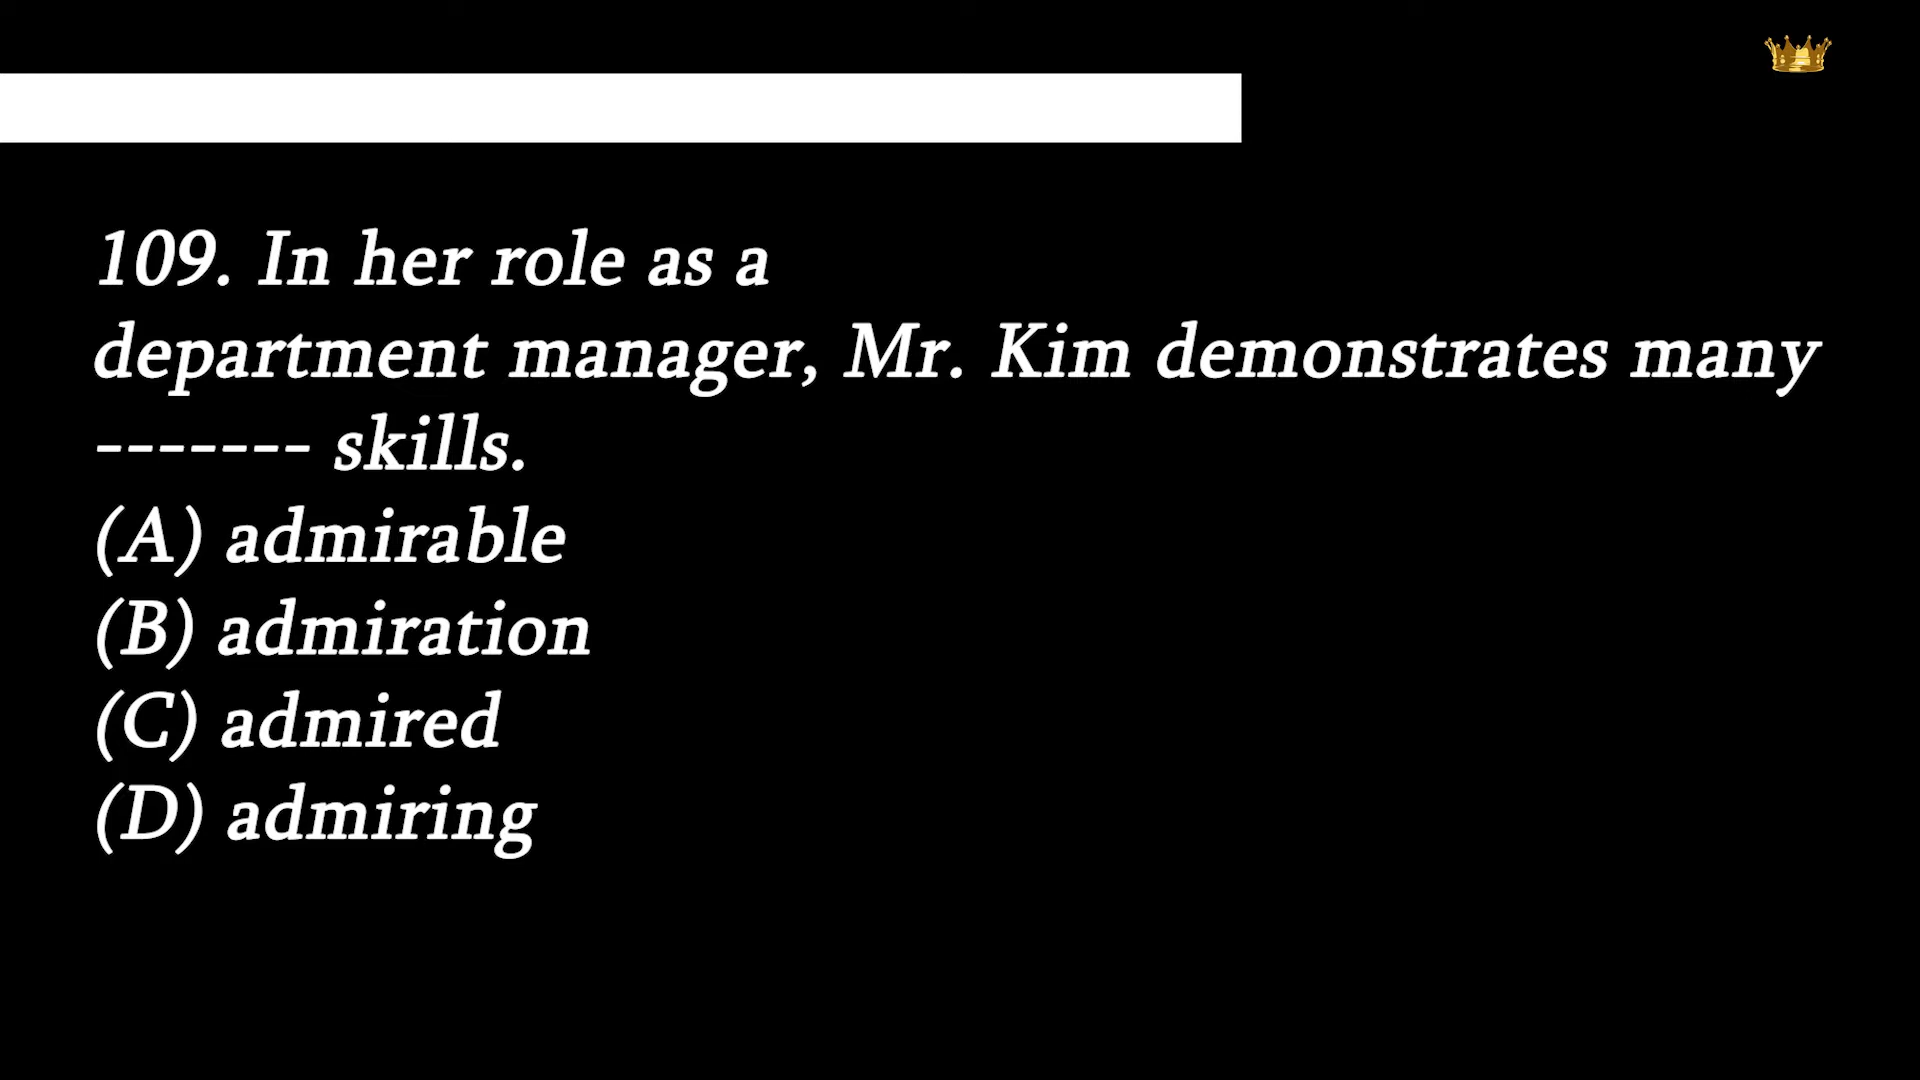 109. In her role as a
department manager, Mr. Kim demonstrates many
------- skills.
(A) admirable
(B) admiration
(C) admired
(D) admiring